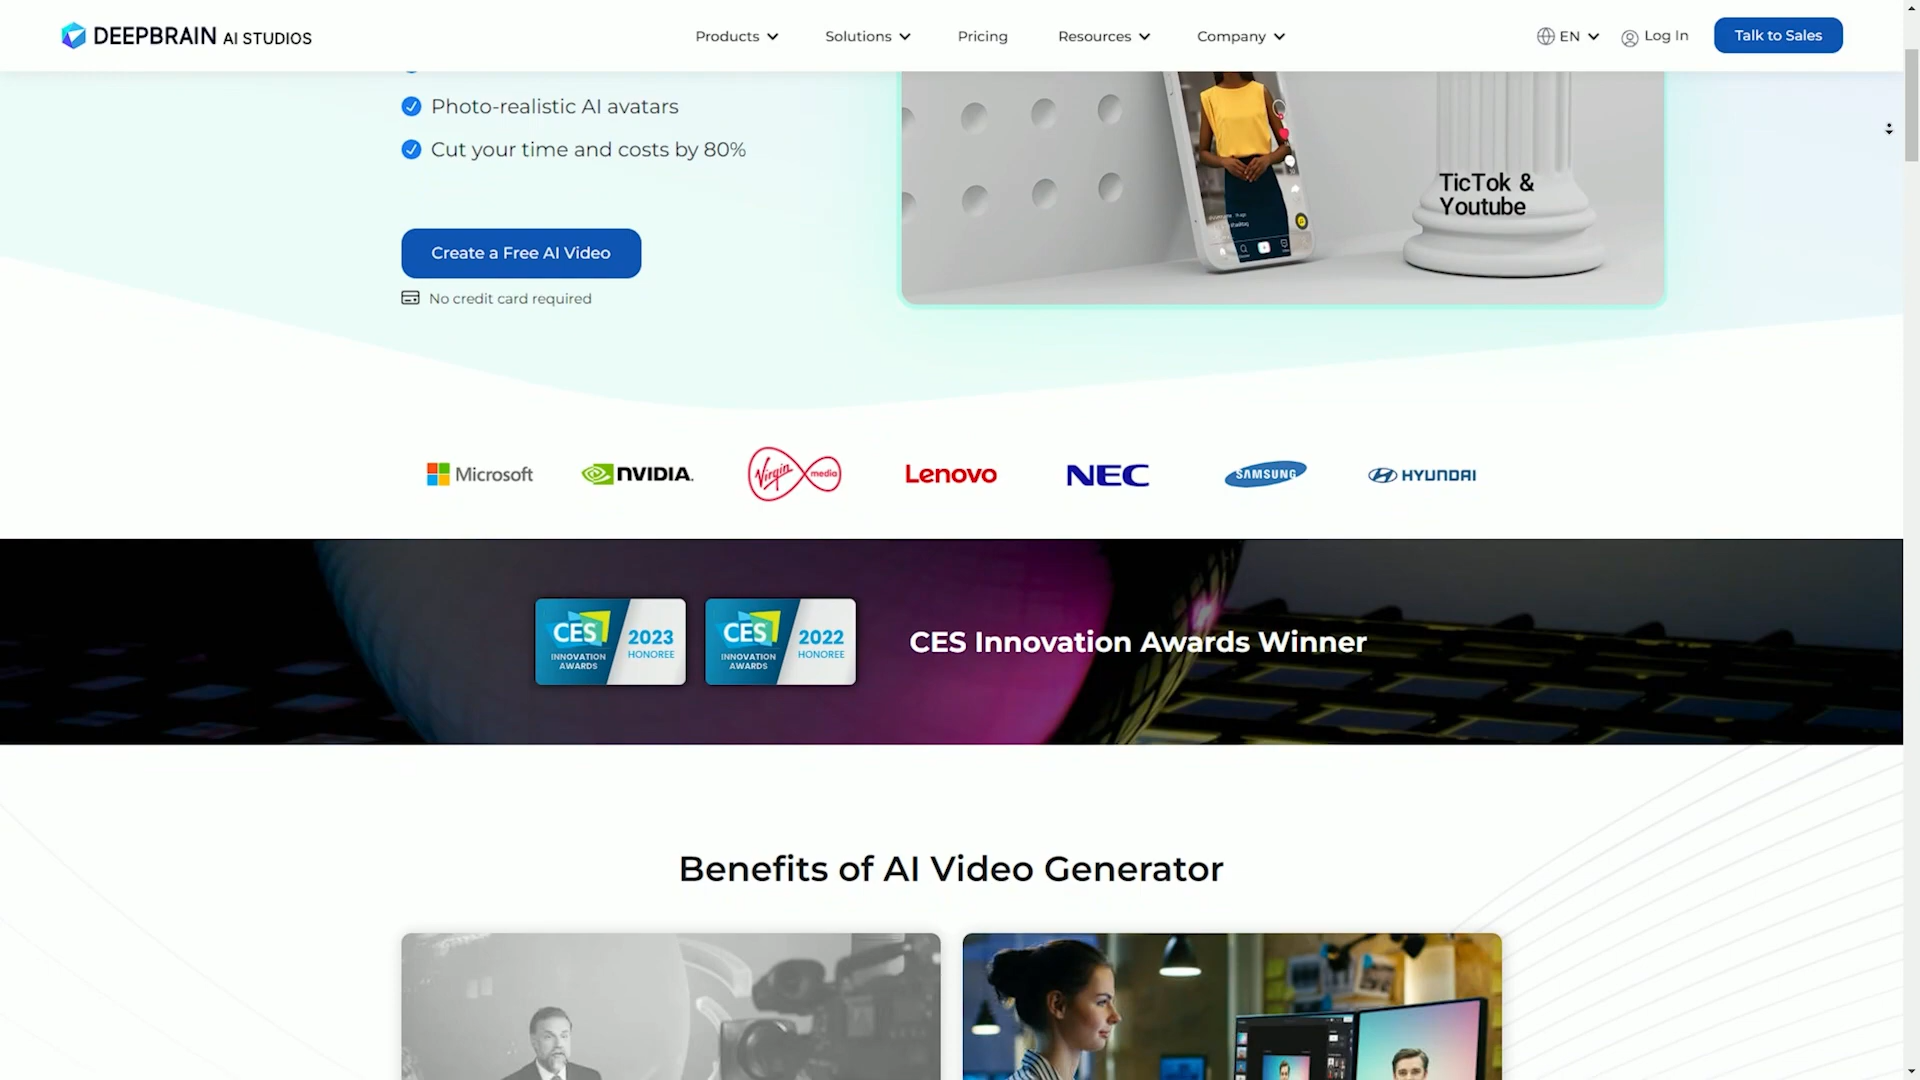 DEEPBRAIN AI STUDIOS
Products
Solutions
Pricing
Resources
Company
EN
Log In
Talk to Sales
Photo-realistic AI avatars
Cut your time and costs by 80%
Create a Free AI Video
No credit card required
TicTok &
Youtube
Microsoft
NVIDIA.
Virgin media
Lenovo
NEC
SAMSUNG
HYUNDAI
CES
INNOVATION
AWARDS
2023
HONOREE
CES
INNOVATION
AWARDS
2022
HONOREE
CES Innovation Awards Winner
Benefits of AI Video Generator